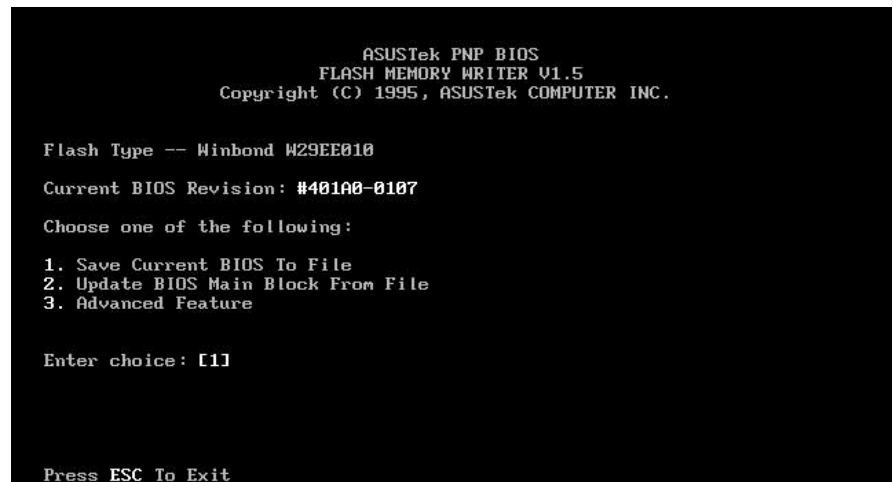 ASUSTek PNP BIOS
FLASH MEMORY WRITER V1.5
Copyright (C) 1995, ASUSTek COMPUTER INC.
Flash Type -- Winbond W29EE010
Current BIOS Revision: #401A0-0107
Choose one of the following:
1. Save Current BIOS To File
2. Update BIOS Main Block From File
3. Advanced Feature
Enter choice: [1]
Press ESC To Exit